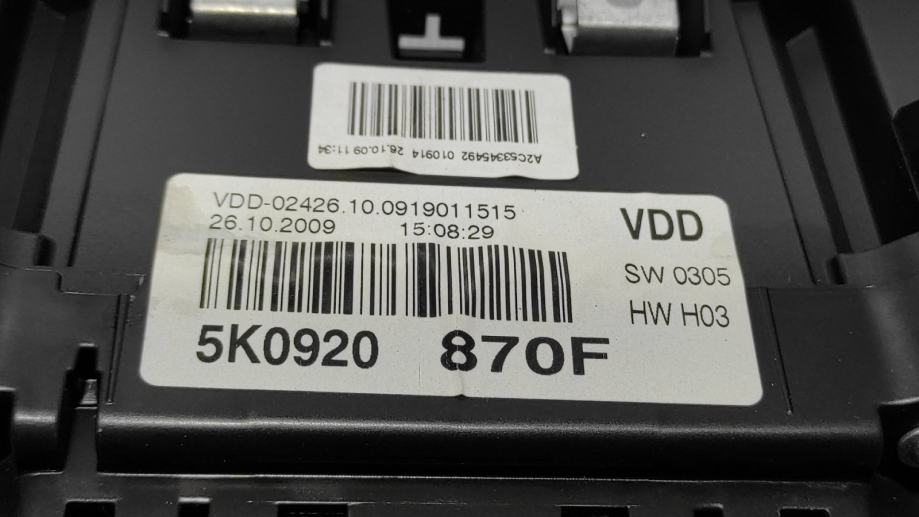 A2C53345492 010914 26.10.09 11:34
VDD-02426.10.0919011515
26.10.2009 15:08:29
VDD
SW 0305
HW H03
5K0920 870F